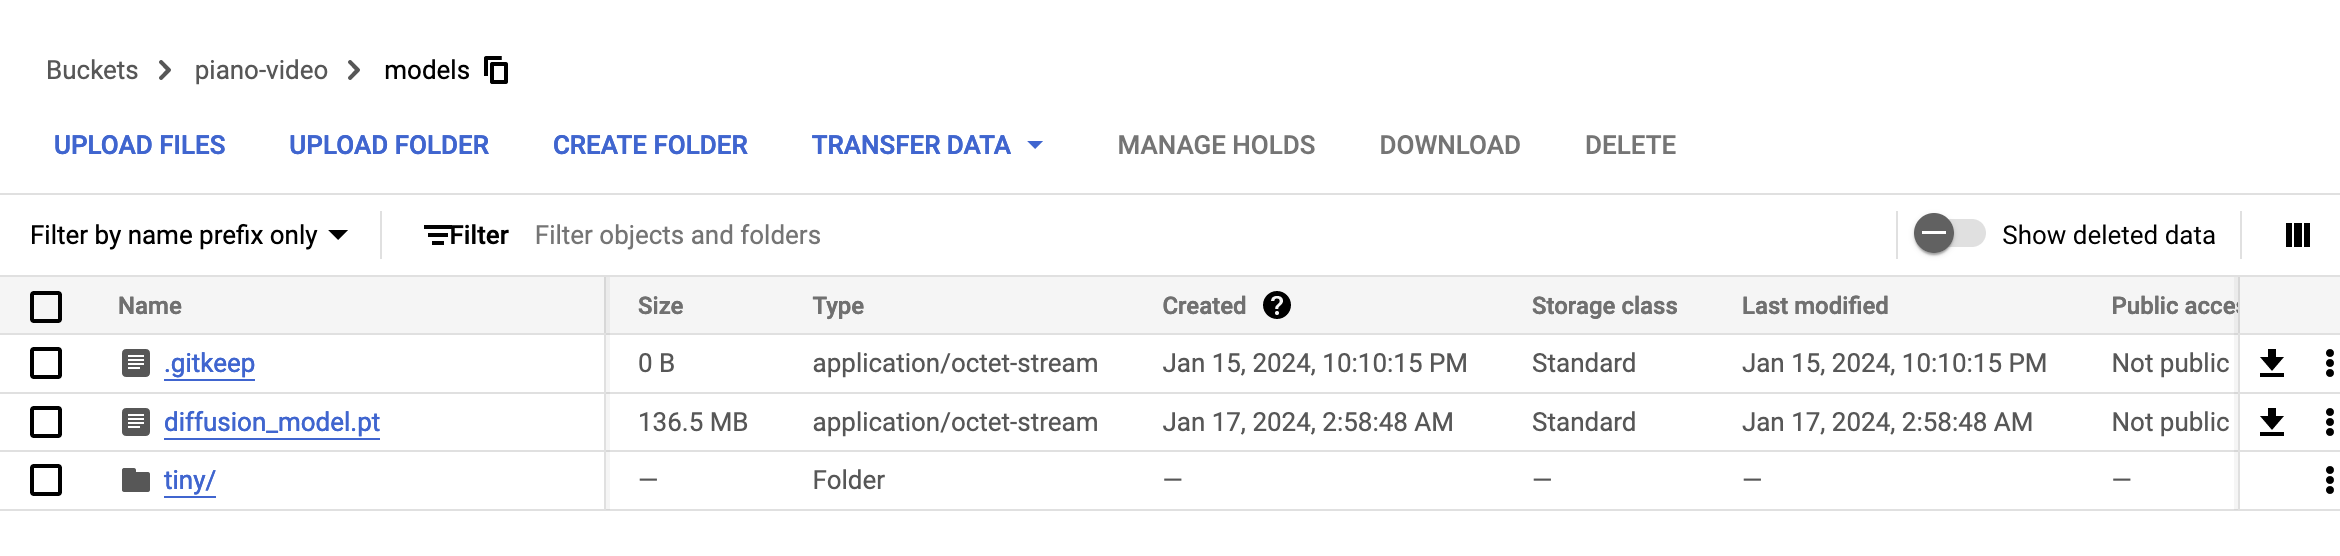 Buckets > piano-video > models
UPLOAD FILES UPLOAD FOLDER CREATE FOLDER TRANSFER DATA MANAGE HOLDS DOWNLOAD DELETE
Filter by name prefix only Filter Filter objects and folders Show deleted data
Name Size Type Created ? Storage class Last modified Public acces
.gitkeep 0 B application/octet-stream Jan 15, 2024, 10:10:15 PM Standard Jan 15, 2024, 10:10:15 PM Not public
diffusion_model.pt 136.5 MB application/octet-stream Jan 17, 2024, 2:58:48 AM Standard Jan 17, 2024, 2:58:48 AM Not public
tiny/ — Folder — — — —